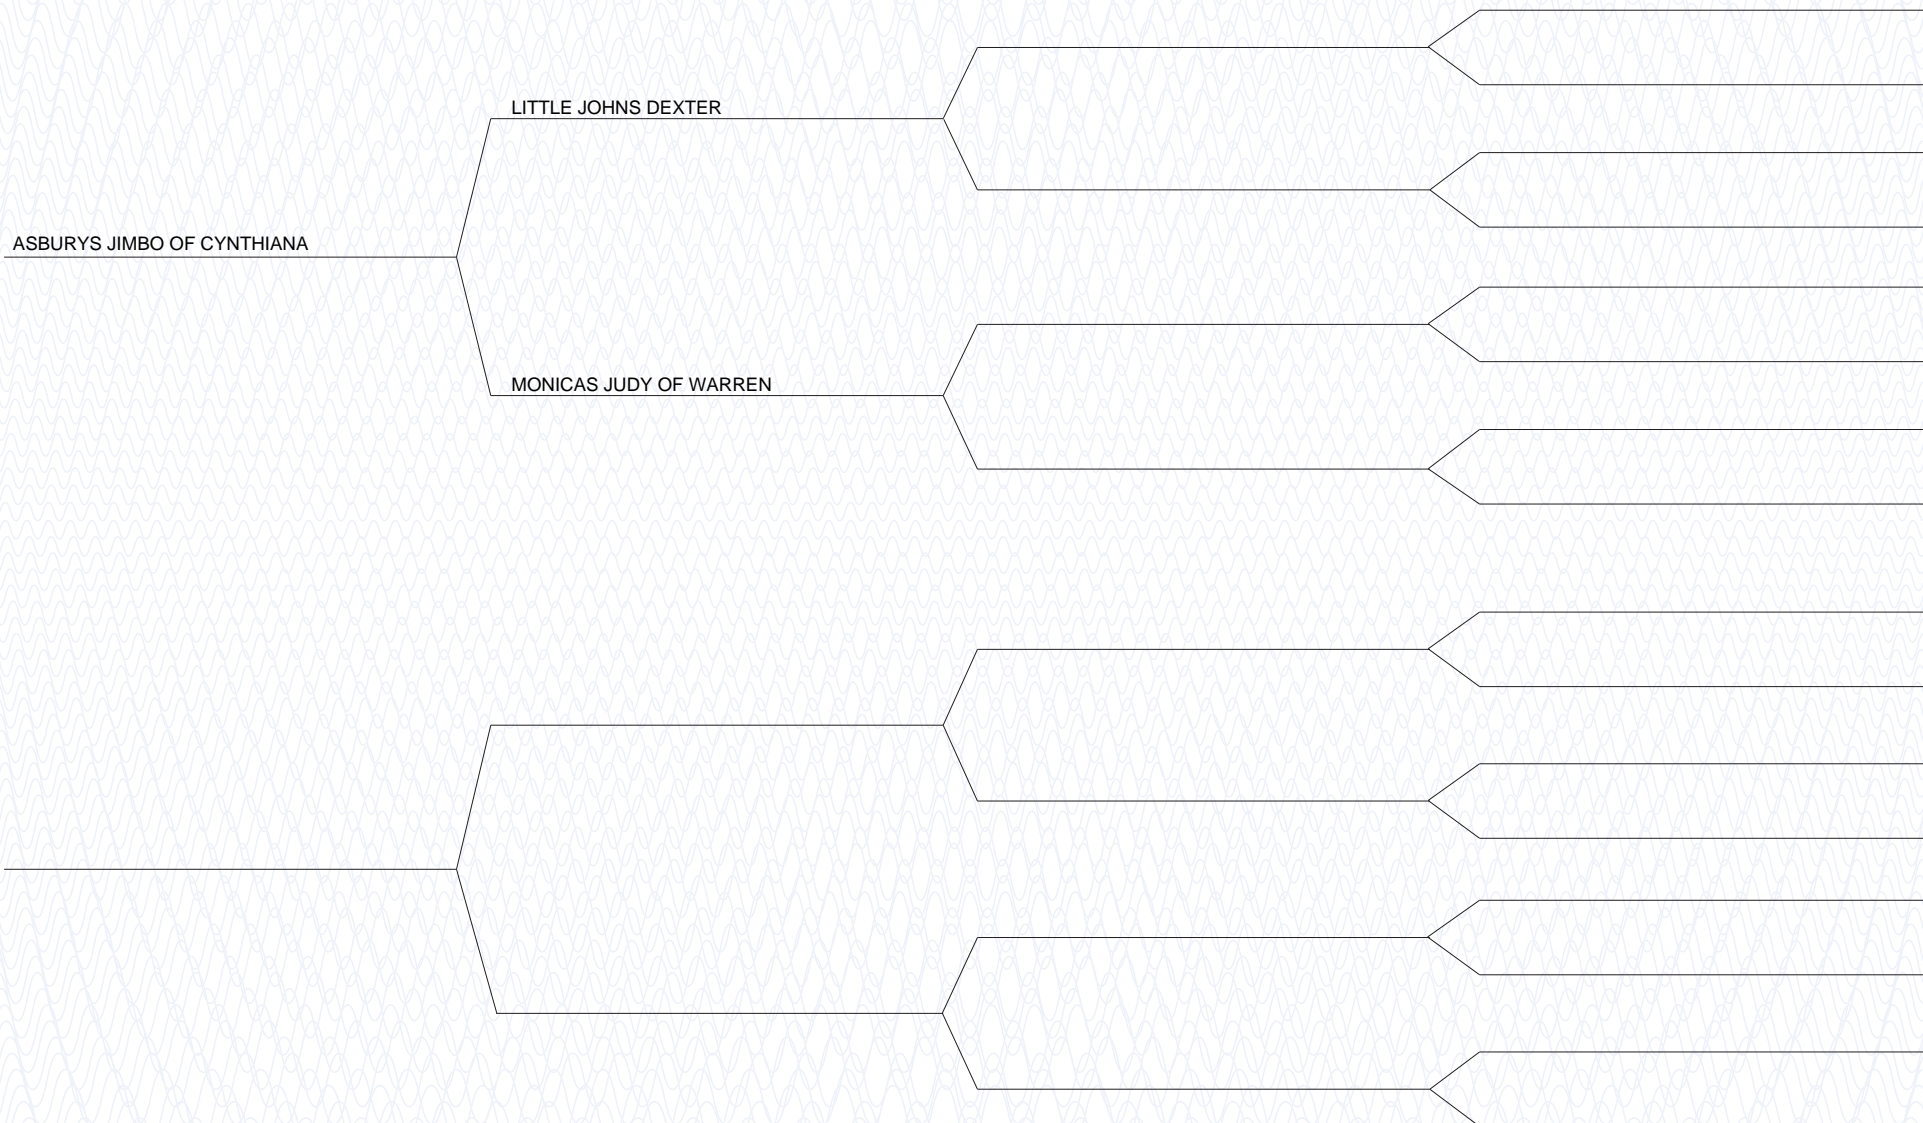 LITTLE JOHNS DEXTER
ASBURYS JIMBO OF CYNTHIANA
MONICAS JUDY OF WARREN